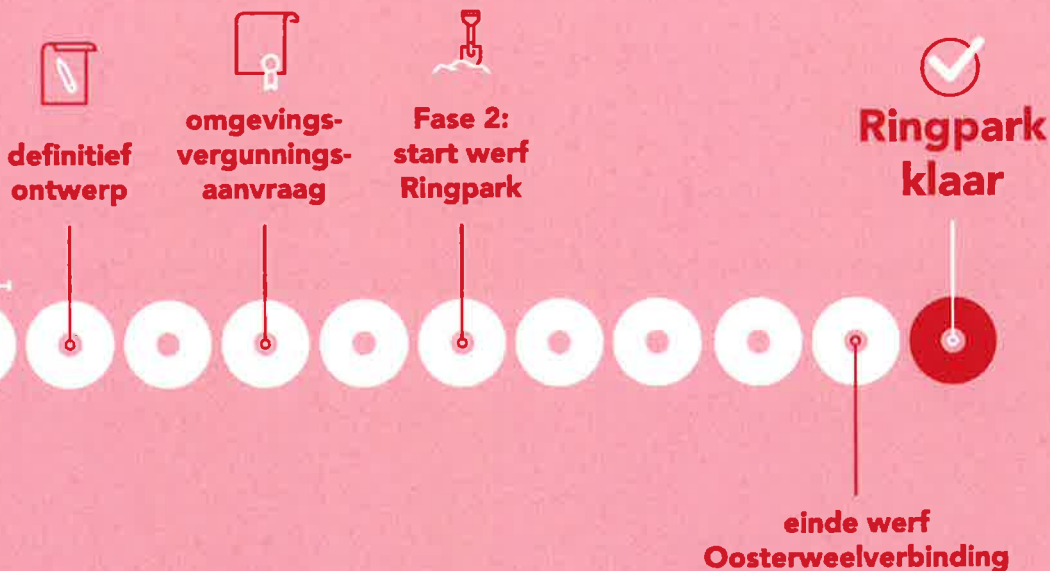 definitief
ontwerp
omgevings-
vergunnings-
aanvraag
Fase 2:
start werf
Ringpark
Ringpark
klaar
einde werf
Oosterweelverbinding